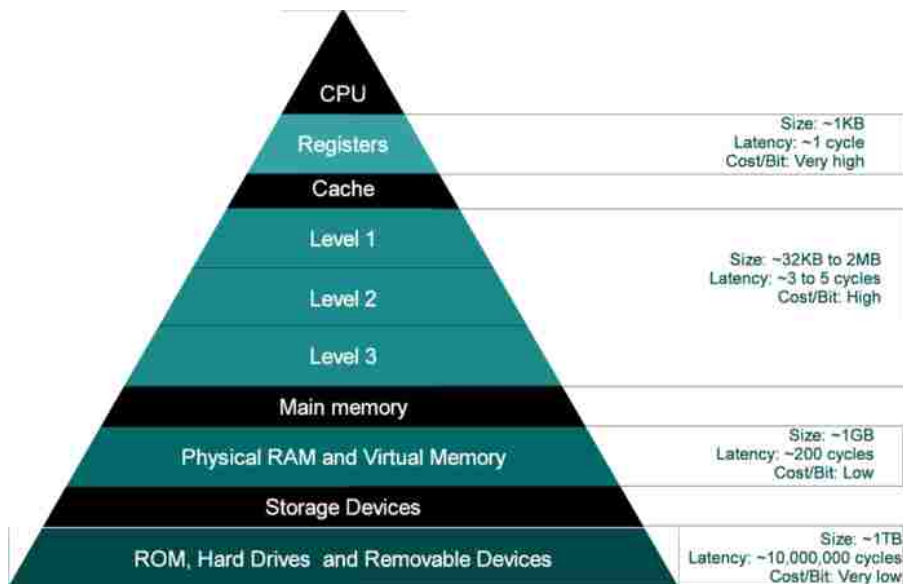 CPU
Registers
Size: ~1KB
Latency: ~1 cycle
Cost/Bit: Very high
Cache
Level 1
Level 2
Level 3
Size: ~32KB to 2MB
Latency: ~3 to 5 cycles
Cost/Bit: High
Main memory
Physical RAM and Virtual Memory
Size: ~1GB
Latency: ~200 cycles
Cost/Bit: Low
Storage Devices
ROM, Hard Drives and Removable Devices
Size: ~1TB
Latency: ~10,000,000 cycles
Cost/Bit: Very low